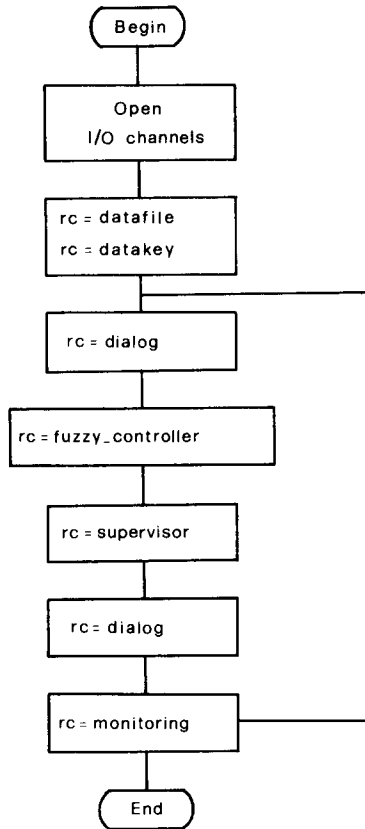 Begin
Open
I/O channels
rc = datafile
rc = datakey
rc = dialog
rc = fuzzy_controller
rc = supervisor
rc = dialog
rc = monitoring
End